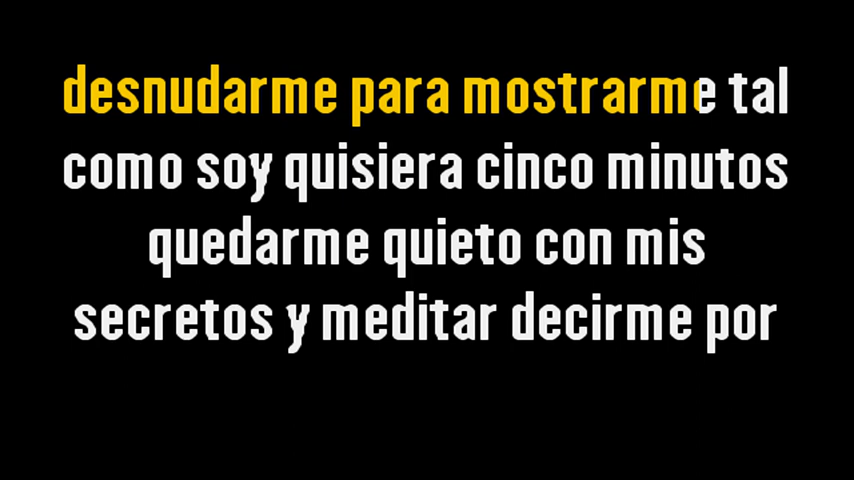 desnudarme para mostrarme tal
como soy quisiera cinco minutos
quedarme quieto con mis
secretos y meditar decirme por